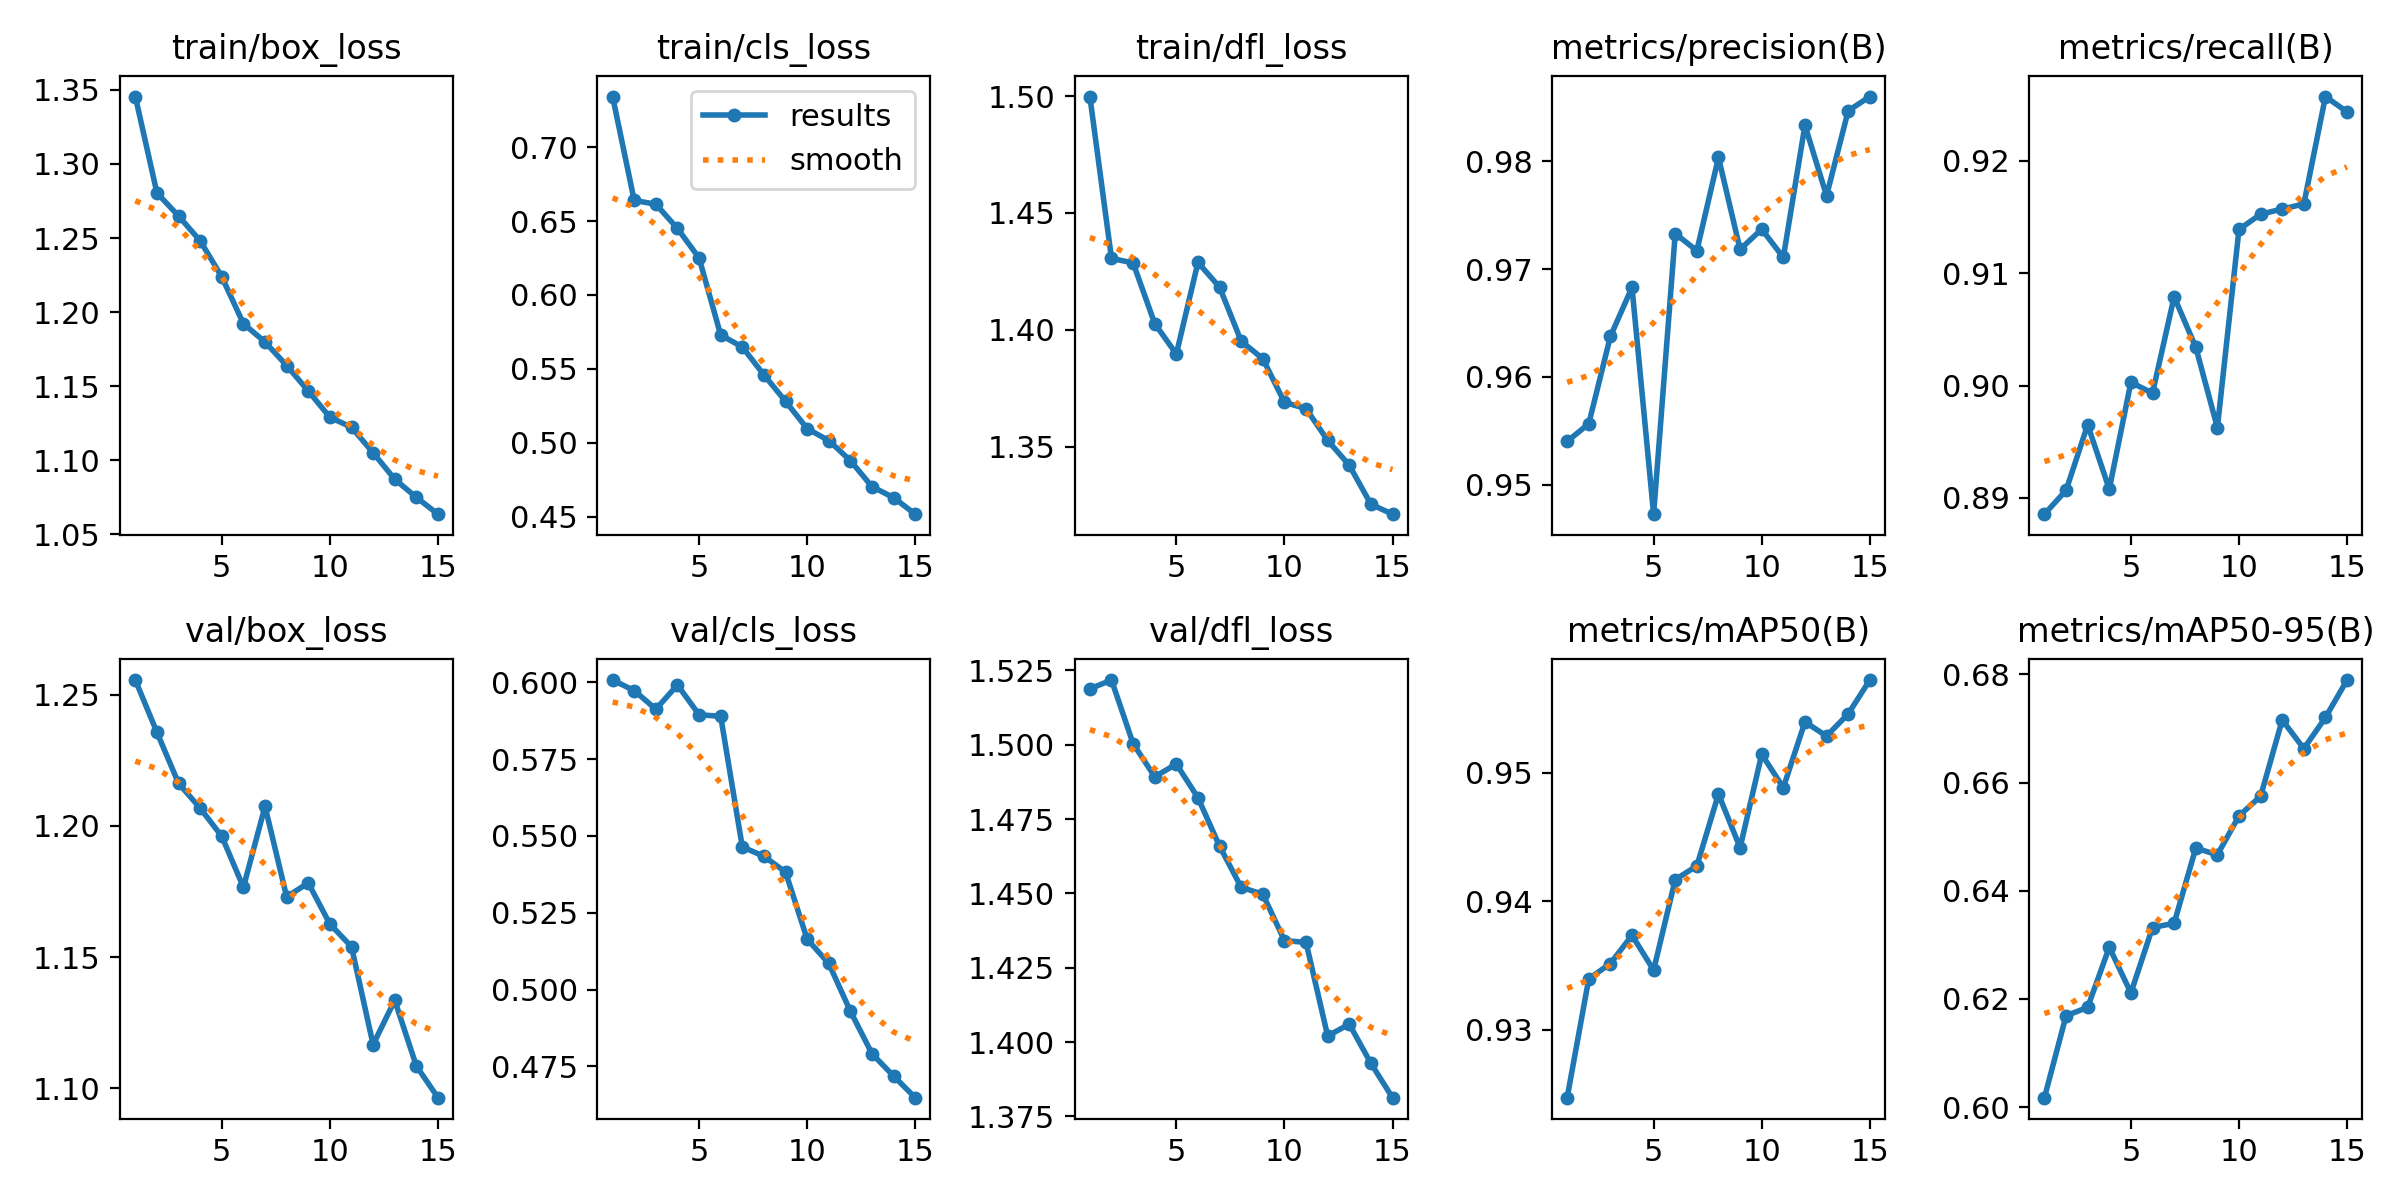 train/box_loss
1.35
1.30
1.25
1.20
1.15
1.10
1.05
5 10 15
train/cls_loss
results
smooth
0.70
0.65
0.60
0.55
0.50
0.45
5 10 15
train/dfl_loss
1.50
1.45
1.40
1.35
5 10 15
metrics/precision(B)
0.98
0.97
0.96
0.95
5 10 15
metrics/recall(B)
0.92
0.91
0.90
0.89
5 10 15
val/box_loss
1.25
1.20
1.15
1.10
5 10 15
val/cls_loss
0.600
0.575
0.550
0.525
0.500
0.475
5 10 15
val/dfl_loss
1.525
1.500
1.475
1.450
1.425
1.400
1.375
5 10 15
metrics/mAP50(B)
0.95
0.94
0.93
5 10 15
metrics/mAP50-95(B)
0.68
0.66
0.64
0.62
0.60
5 10 15